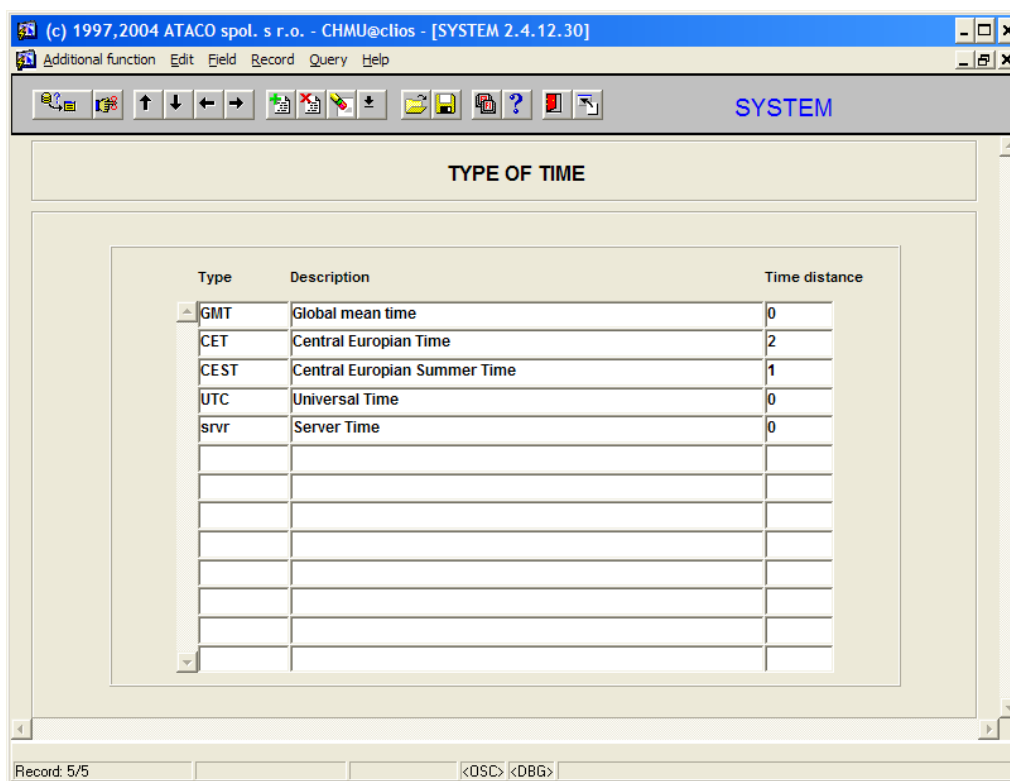 (c) 1997,2004 ATACO spol. s r.o. - CHMU@clios - [SYSTEM 2.4.12.30]
Additional function Edit Field Record Query Help
SYSTEM
TYPE OF TIME
Type Description Time distance
GMT Global mean time 0
CET Central Europian Time 2
CEST Central Europian Summer Time 1
UTC Universal Time 0
srvr Server Time 0
Record: 5/5 <OSC> <DBG>